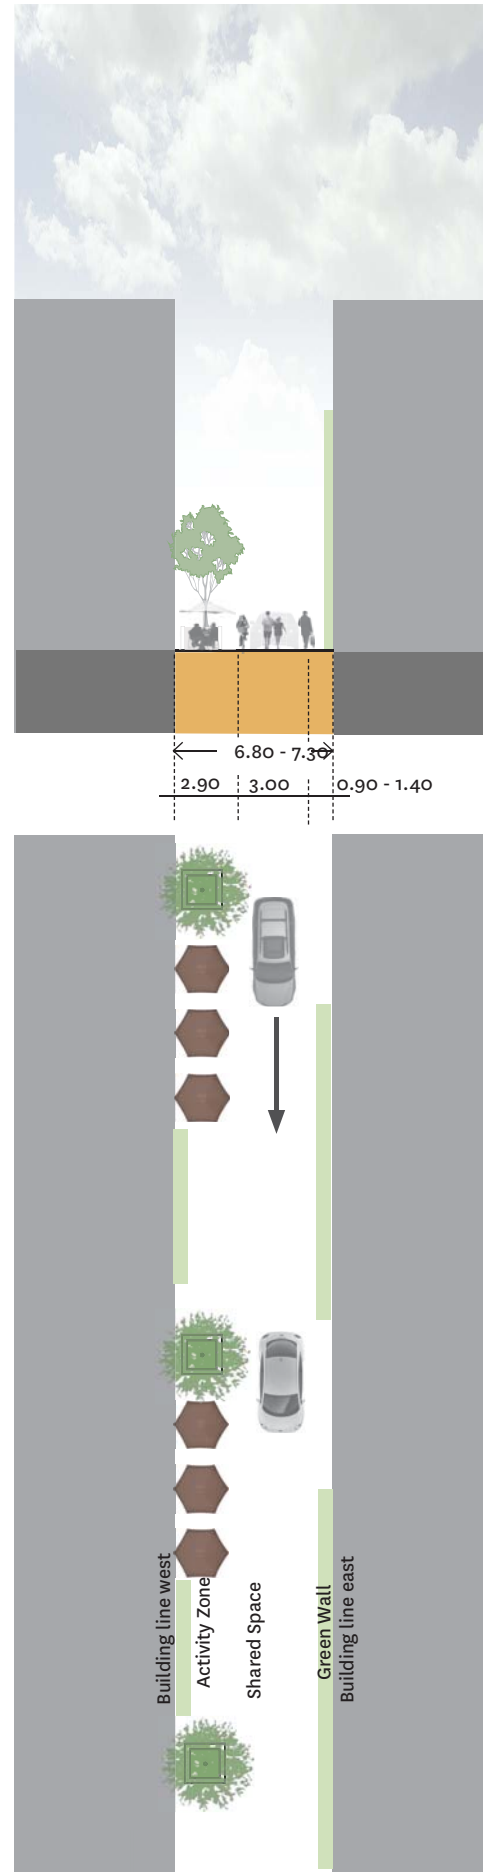 6.80 - 7.30
2.90
3.00
0.90 - 1.40
Building line west
Activity Zone
Shared Space
Green Wall
Building line east